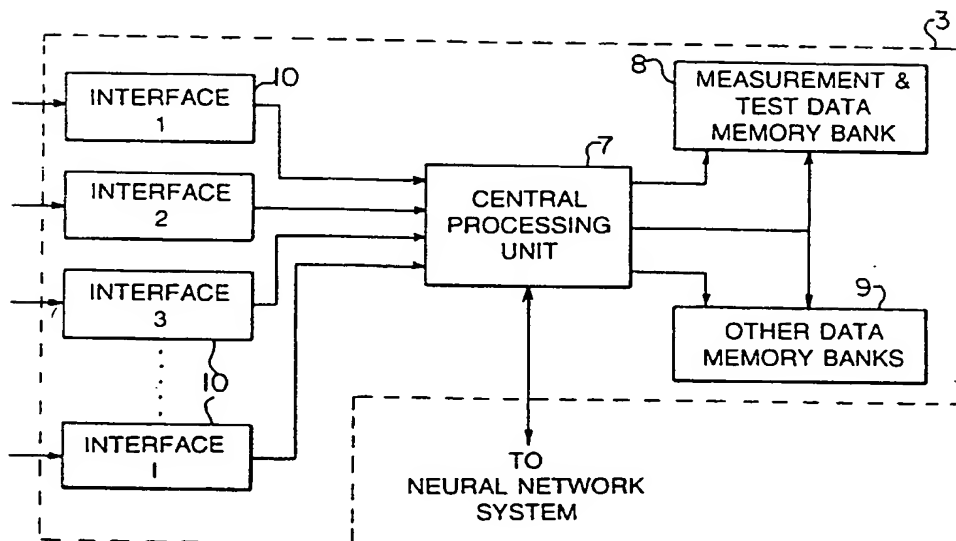 3
INTERFACE
1
10
INTERFACE
2
INTERFACE
3
10
10
INTERFACE
I
7
CENTRAL
PROCESSING
UNIT
8
MEASUREMENT &
TEST DATA
MEMORY BANK
9
OTHER DATA
MEMORY BANKS
TO
NEURAL NETWORK
SYSTEM